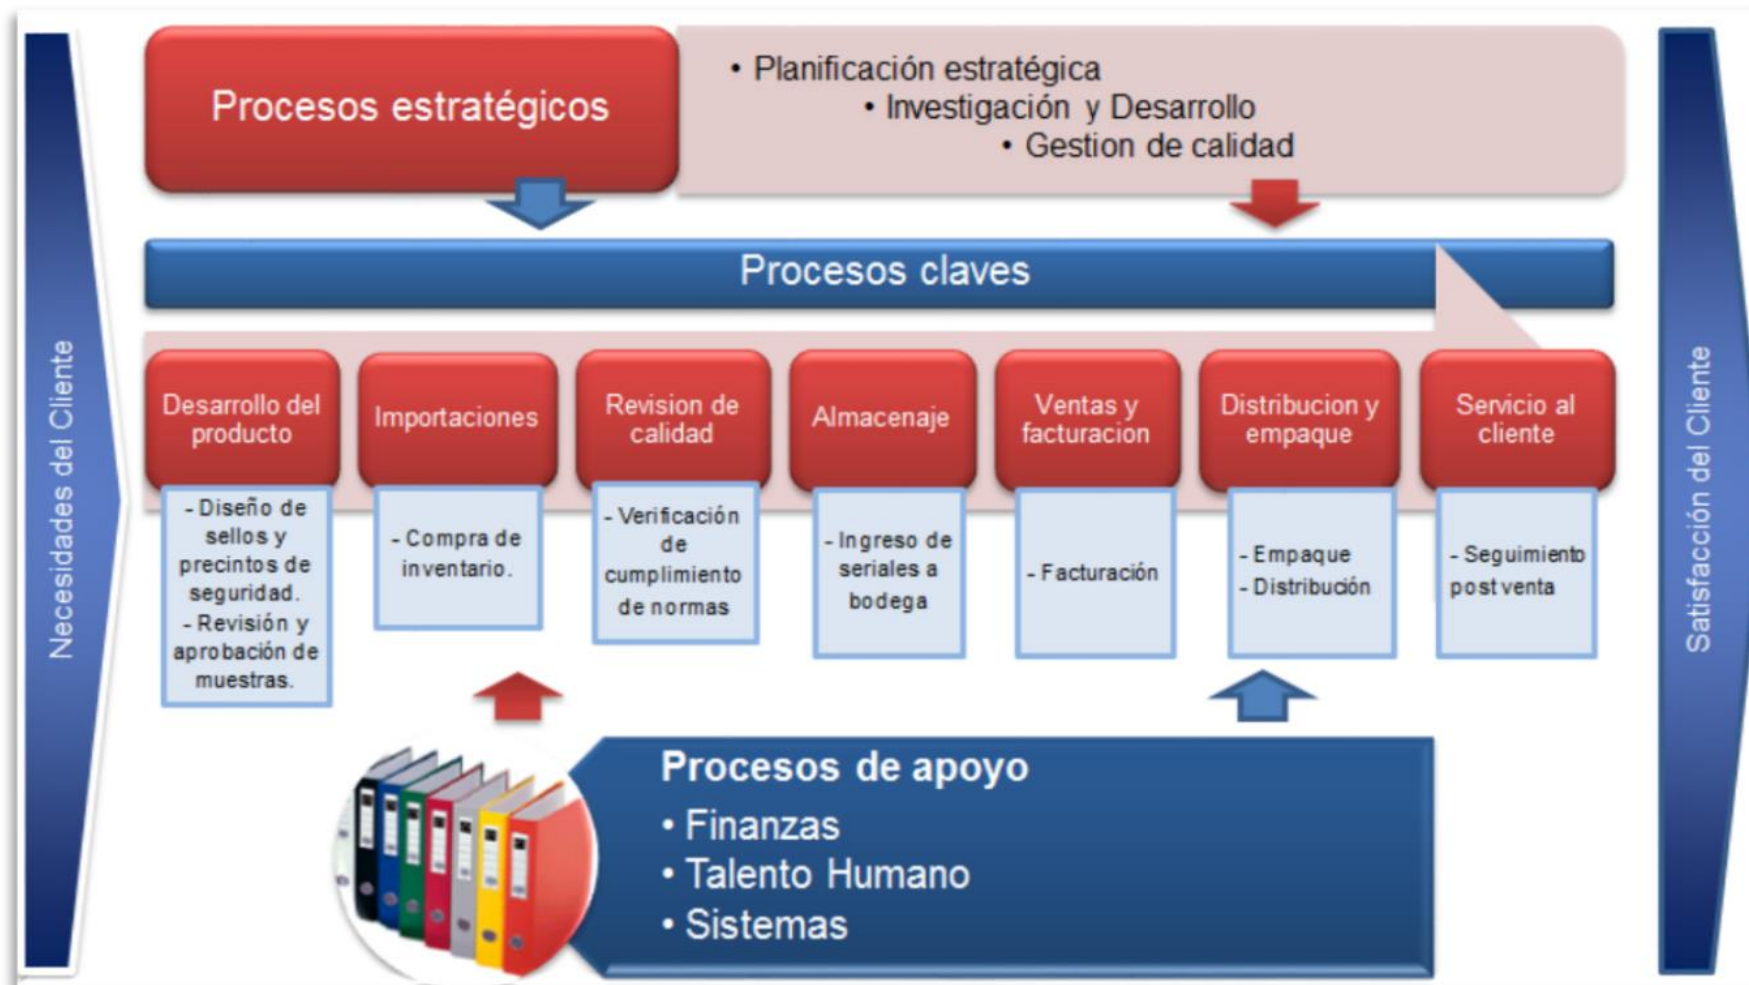 Necesidades del Cliente
Procesos estratégicos
• Planificación estratégica
• Investigación y Desarrollo
• Gestion de calidad
Procesos claves
Desarrollo del
producto
- Diseño de
sellos y
precintos de
seguridad.
- Revisión y
aprobación de
muestras.
Importaciones
- Compra de
inventario.
Revision de
calidad
- Verificación
de
cumplimiento
de normas
Almacenaje
- Ingreso de
seriales a
bodega
Ventas y
facturacion
- Facturación
Distribucion y
empaque
- Empaque
- Distribución
Servicio al
cliente
- Seguimiento
post venta
Procesos de apoyo
• Finanzas
• Talento Humano
• Sistemas
Satisfacción del Cliente